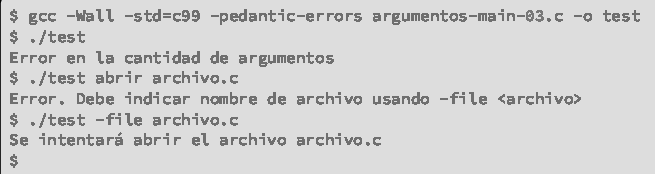 $ gcc -Wall -std=c99 -pedantic-errors argumentos-main-03.c -o test
$ ./test
Error en la cantidad de argumentos
$ ./test abrir archivo.c
Error. Debe indicar nombre de archivo usando -file <archivo>
$ ./test -file archivo.c
Se intentará abrir el archivo archivo.c
$